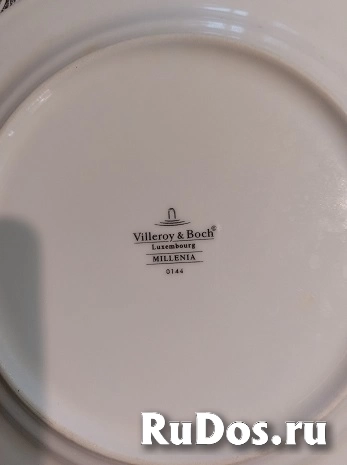 Villeroy & Boch®
Luxembourg
MILLENIA
0144
RuDos.ru